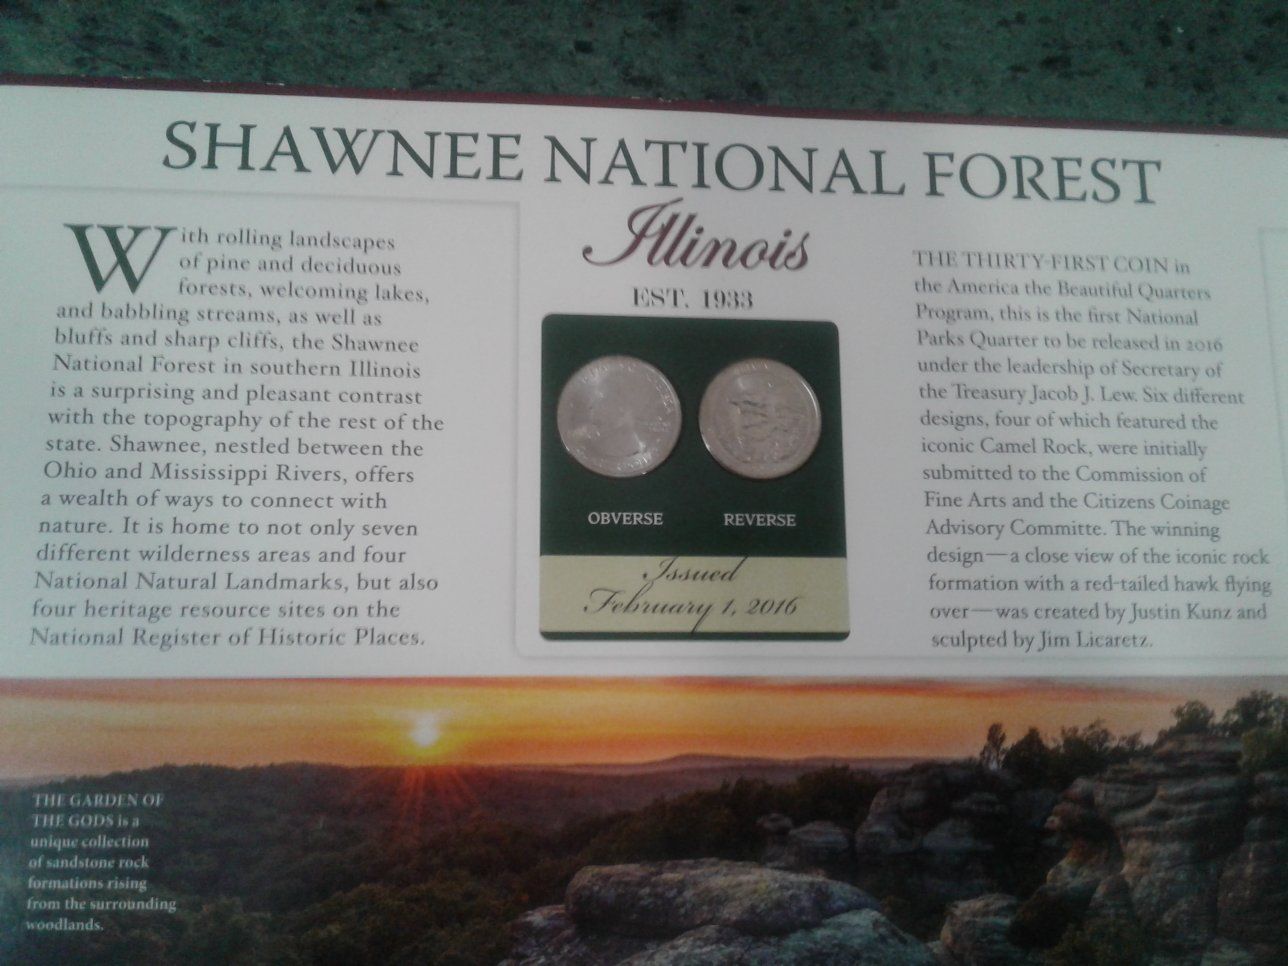 SHAWNEE NATIONAL FOREST
Illinois
EST. 1933
With rolling landscapes
of pine and deciduous
forests, welcoming lakes,
and babbling streams, as well as
bluffs and sharp cliffs, the Shawnee
National Forest in southern Illinois
is a surprising and pleasant contrast
with the topography of the rest of the
state. Shawnee, nestled between the
Ohio and Mississippi Rivers, offers
a wealth of ways to connect with
nature. It is home to not only seven
different wilderness areas and four
National Natural Landmarks, but also
four heritage resource sites on the
National Register of Historic Places.
OBVERSE
REVERSE
Issued
February 1, 2016
THE THIRTY-FIRST COIN in
the America the Beautiful Quarters
Program, this is the first National
Parks Quarter to be released in 2016
under the leadership of Secretary of
the Treasury Jacob J. Lew. Six different
designs, four of which featured the
iconic Camel Rock, were initially
submitted to the Commission of
Fine Arts and the Citizens Coinage
Advisory Committe. The winning
design—a close view of the iconic rock
formation with a red-tailed hawk flying
over—was created by Justin Kunz and
sculpted by Jim Licaretz.
THE GARDEN OF
THE GODS is a
unique collection
of sandstone rock
formations rising
from the surrounding
woodlands.